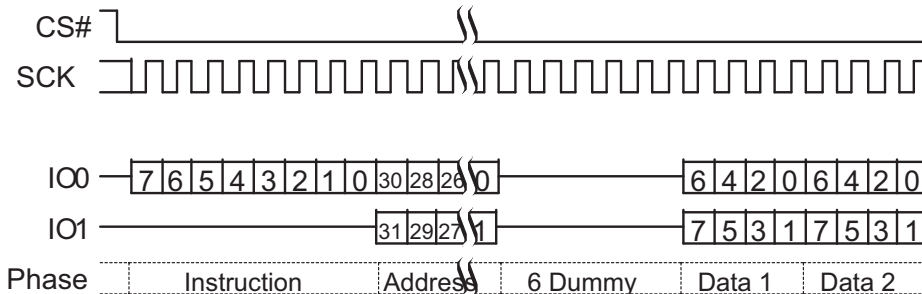 CS#
SCK
IO0 7 6 5 4 3 2 1 0 30 28 26 0 6 4 2 0 6 4 2 0
IO1 31 29 27 1 7 5 3 1 7 5 3 1
Phase Instruction Address 6 Dummy Data 1 Data 2